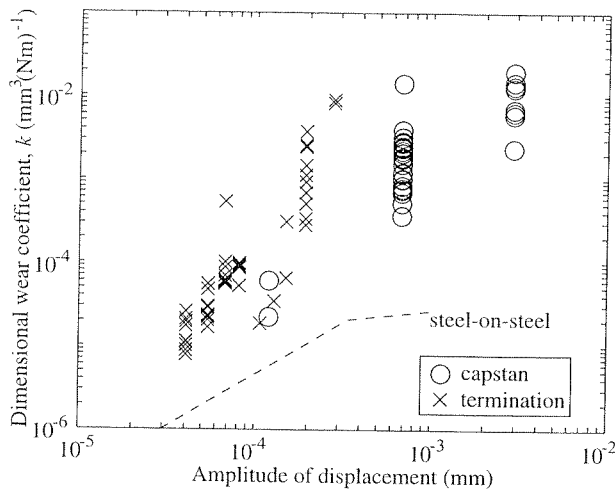 Dimensional wear coefficient, k (mm³(Nm)⁻¹)
10⁻²
10⁻⁴
10⁻⁶
steel-on-steel
capstan
termination
10⁻⁵
10⁻⁴
10⁻³
10⁻²
Amplitude of displacement (mm)